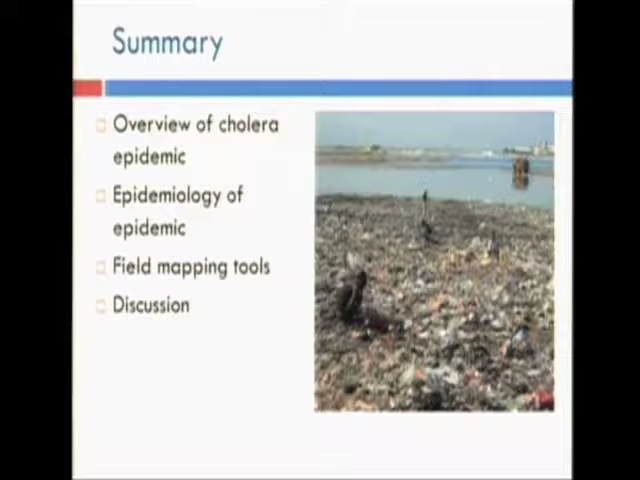 Summary
Overview of cholera
epidemic
Epidemiology of
epidemic
Field mapping tools
Discussion